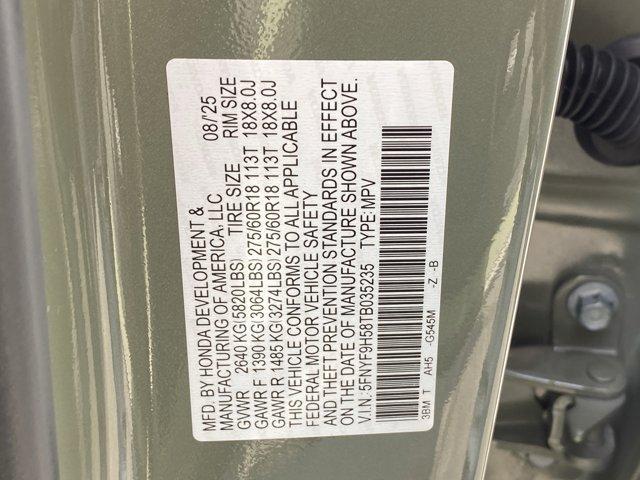 MFD BY HONDA DEVELOPMENT & 08/'25
MANUFACTURING OF AMERICA, LLC
GVWR 2640 KG(5820LBS) TIRE SIZE RIM SIZE
GAWR F 1390 KG(3064LBS) 275/60R18 113T 18X8.0J
GAWR R 1485 KG(3274LBS) 275/60R18 113T 18X8.0J
THIS VEHICLE CONFORMS TO ALL APPLICABLE
FEDERAL MOTOR VEHICLE SAFETY
AND THEFT PREVENTION STANDARDS IN EFFECT
ON THE DATE OF MANUFACTURE SHOWN ABOVE.
V.I.N.: 5FNYF9H58TB035235 TYPE: MPV
3BM T AH5 -G545M -Z -B